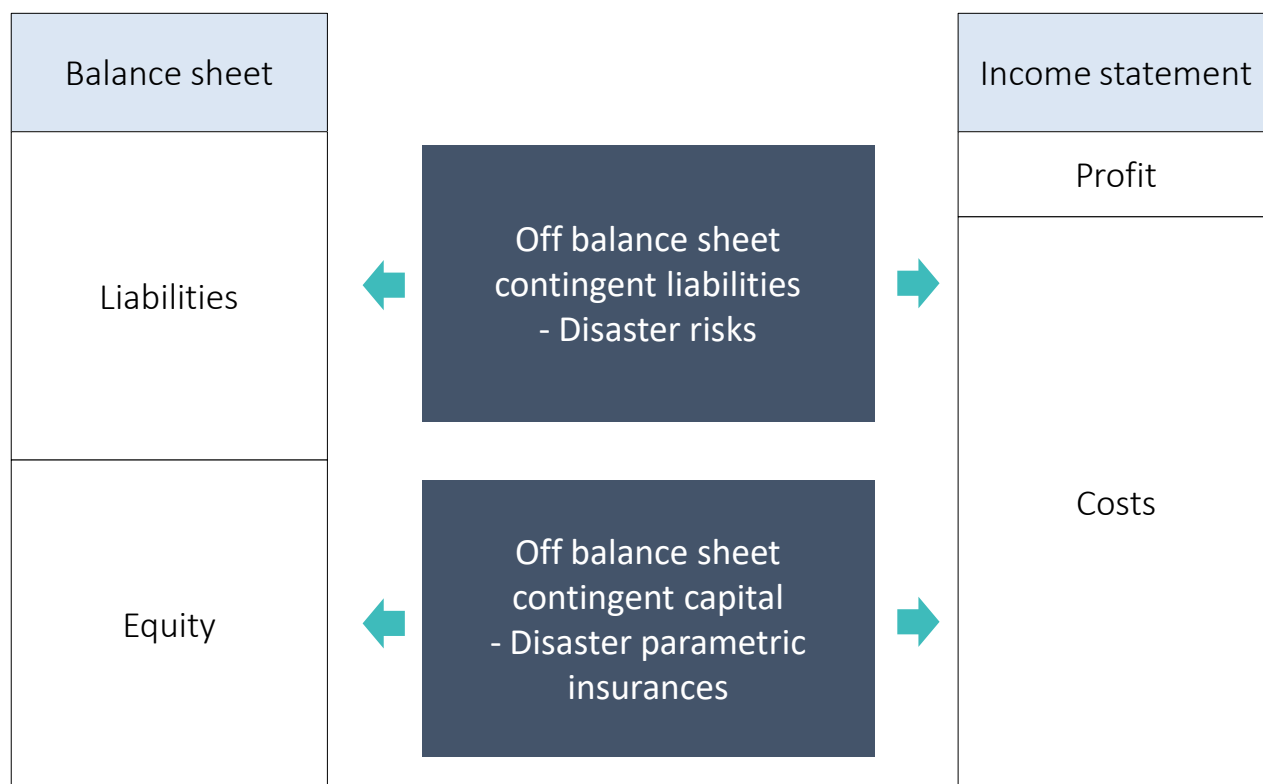 Balance sheet
Liabilities
Equity
Off balance sheet
contingent liabilities
- Disaster risks
Off balance sheet
contingent capital
- Disaster parametric
insurances
Income statement
Profit
Costs